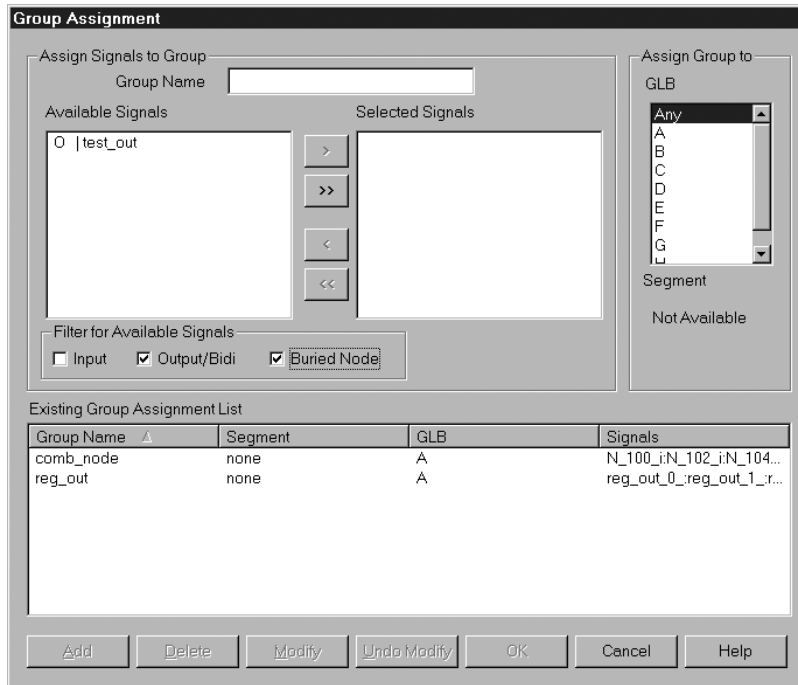 Group Assignment
Assign Signals to Group
Group Name
Available Signals
Selected Signals
O | test_out
>
>>
<
<<
Filter for Available Signals
Input
Output/Bidi
Buried Node
Assign Group to
GLB
Any
A
B
C
D
E
F
G
Segment
Not Available
Existing Group Assignment List
Group Name Segment GLB Signals
comb_node none A N_100_i:N_102_i:N_104...
reg_out none A reg_out_0_:reg_out_1_:r...
Add Delete Modify Undo Modify OK Cancel Help